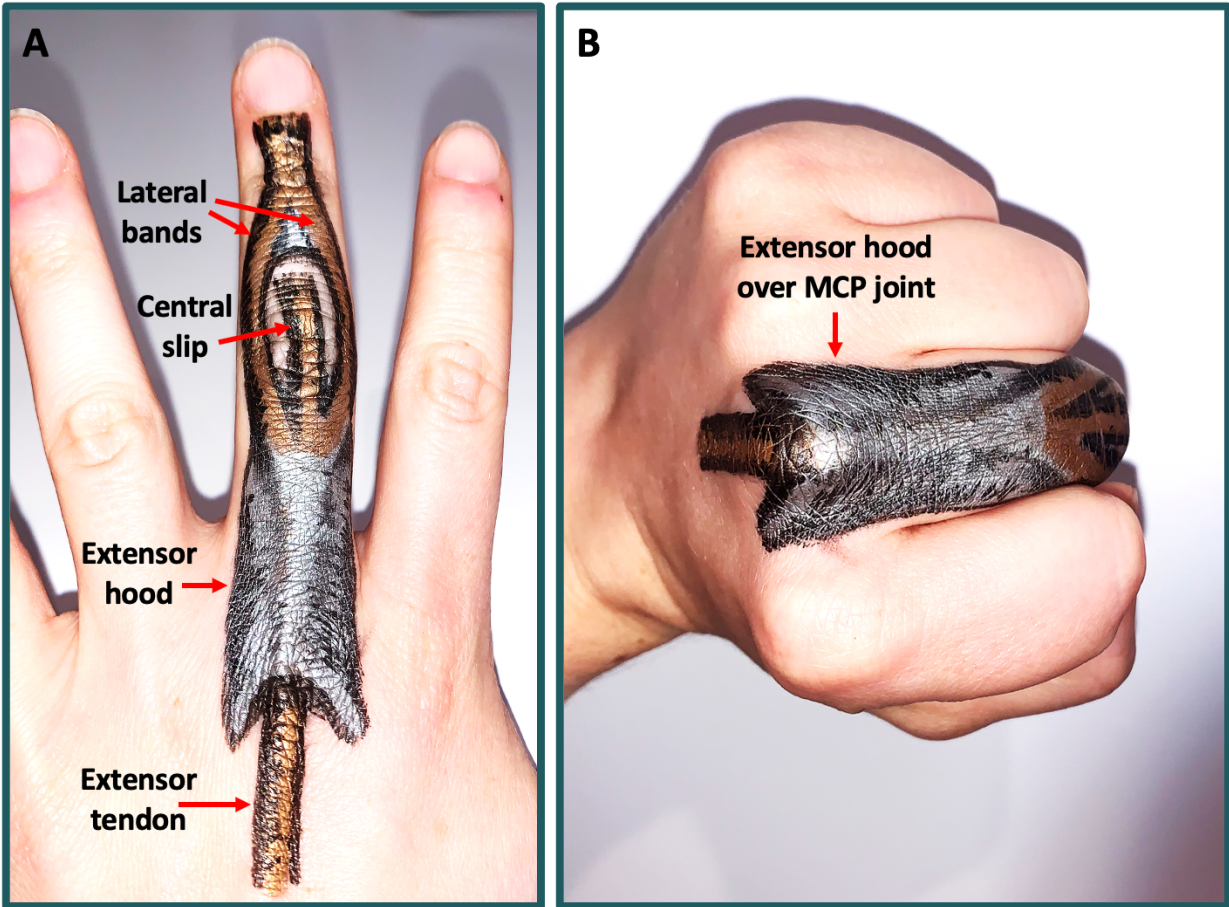 A
Lateral
bands
Central
slip
Extensor
hood
Extensor
tendon
B
Extensor hood
over MCP joint